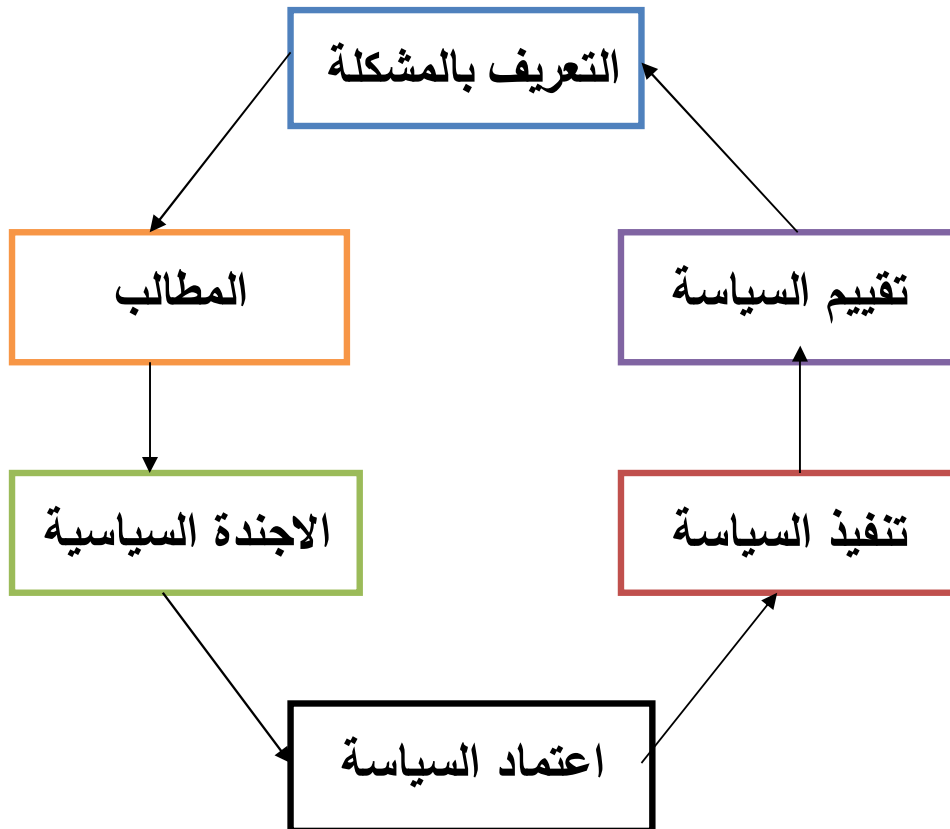 التعريف بالمشكلة
المطالب
تقييم السياسة
الاجندة السياسية
تنفيذ السياسة
اعتماد السياسة